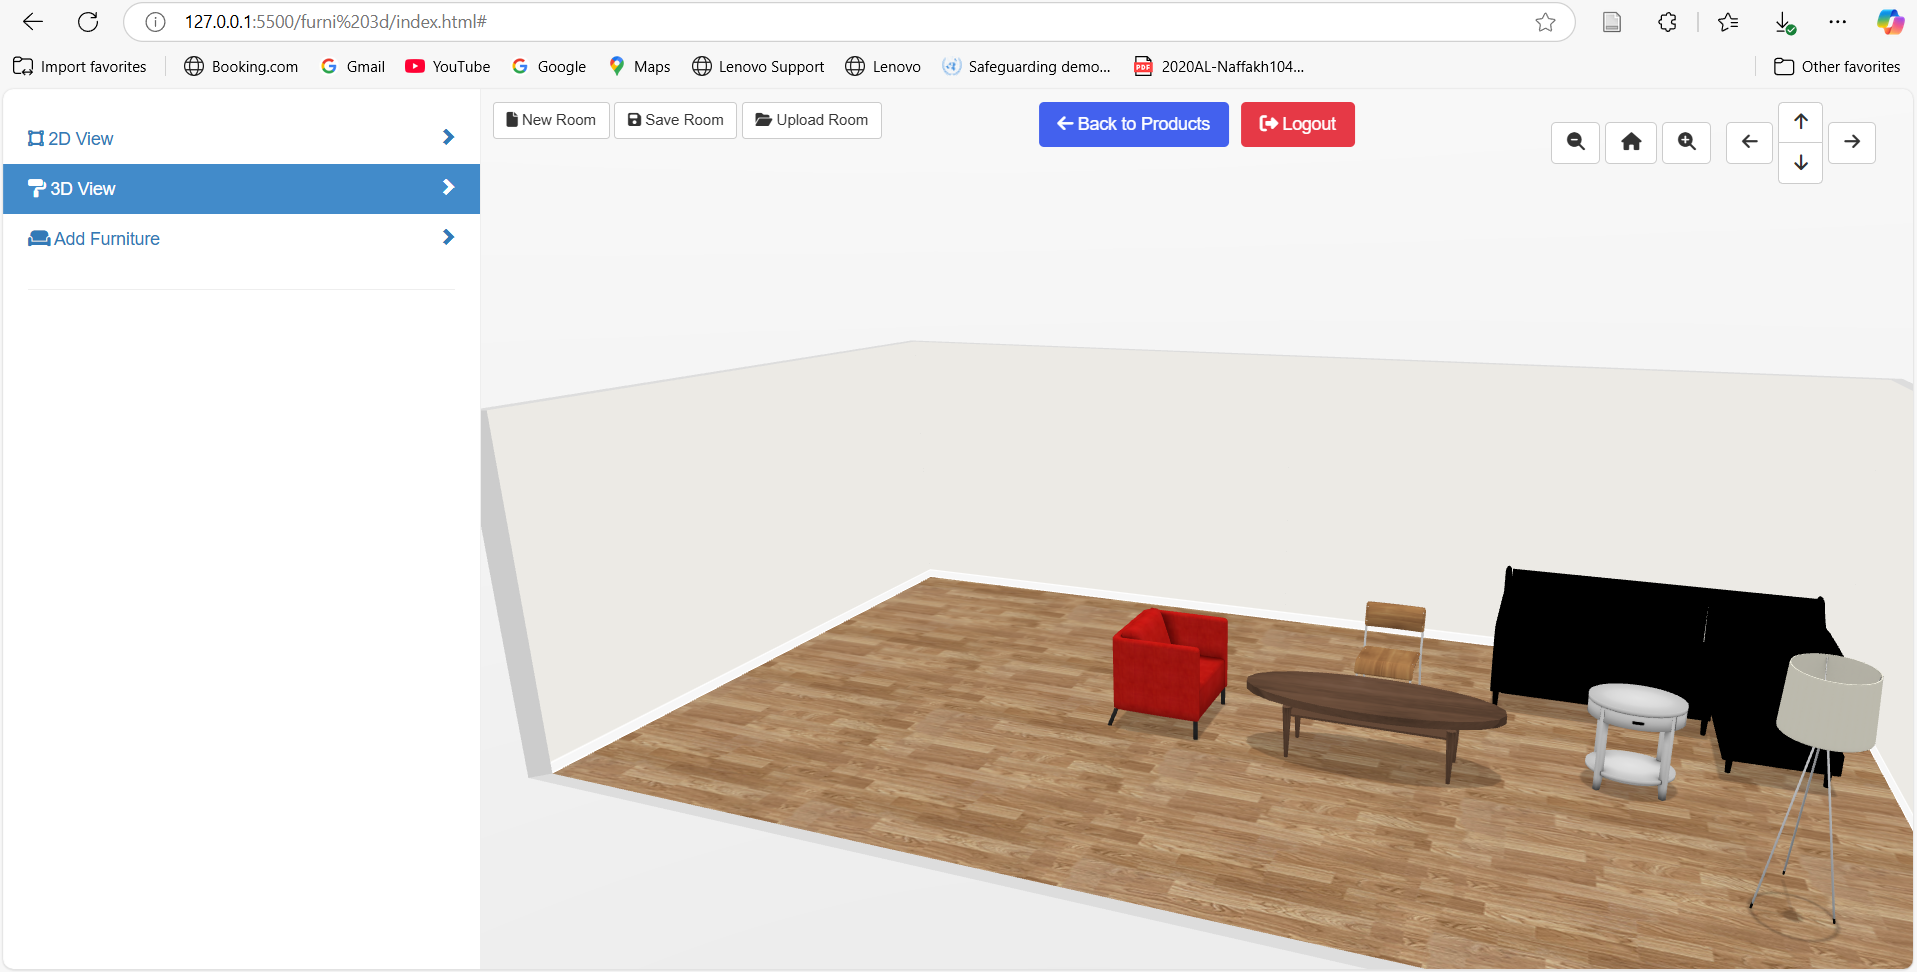 127.0.0.1:5500/furni%203d/index.html#
Import favorites
Booking.com
Gmail
YouTube
Google
Maps
Lenovo Support
Lenovo
Safeguarding demo...
PDF
2020AL-Naffakh104...
Other favorites
2D View
3D View
Add Furniture
New Room
Save Room
Upload Room
Back to Products
Logout